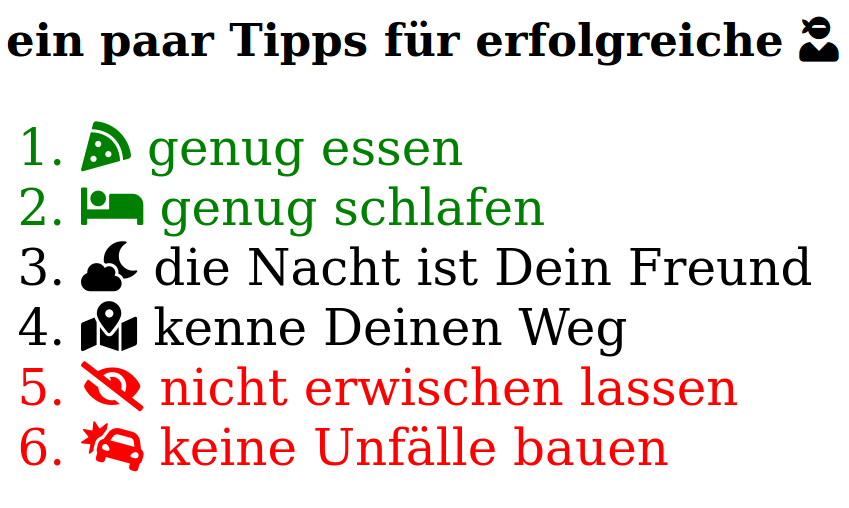 ein paar Tipps für erfolgreiche
1. genug essen
2. genug schlafen
3. die Nacht ist Dein Freund
4. kenne Deinen Weg
5. nicht erwischen lassen
6. keine Unfälle bauen